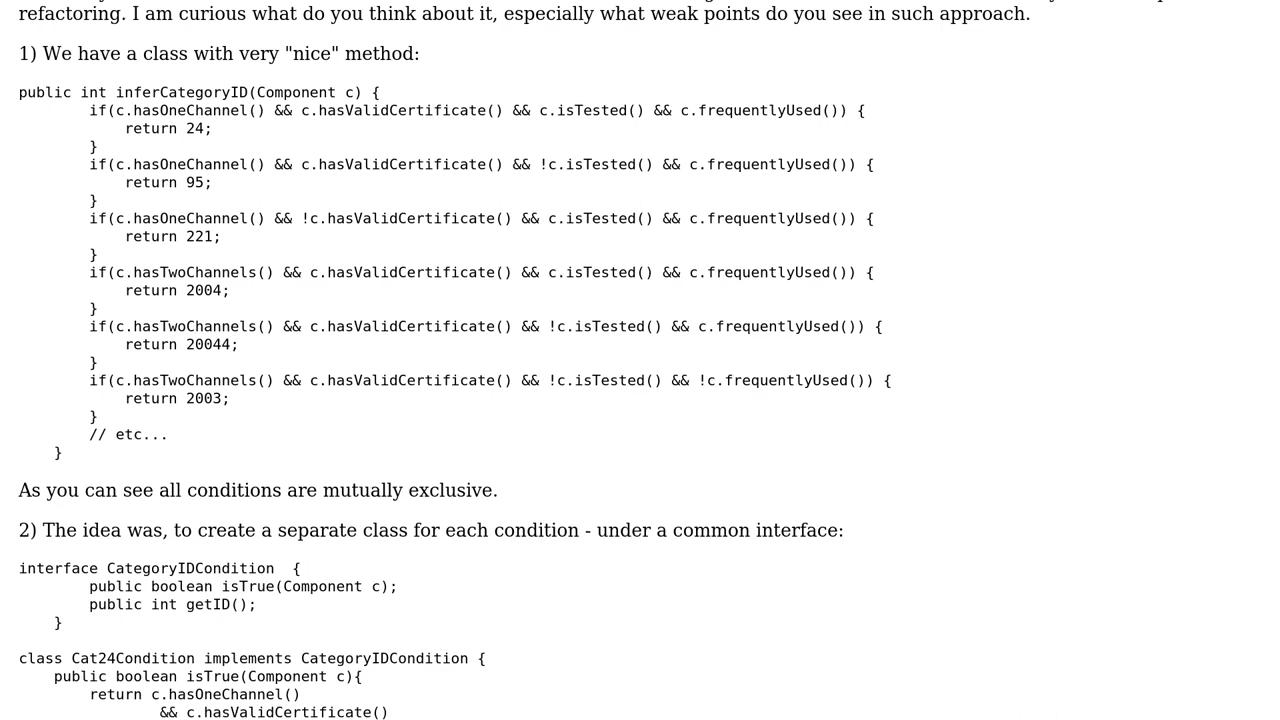 refactoring. I am curious what do you think about it, especially what weak points do you see in such approach.
1) We have a class with very "nice" method:
public int inferCategoryID(Component c) {
        if(c.hasOneChannel() && c.hasValidCertificate() && c.isTested() && c.frequentlyUsed()) {
            return 24;
        }
        if(c.hasOneChannel() && c.hasValidCertificate() && !c.isTested() && c.frequentlyUsed()) {
            return 95;
        }
        if(c.hasOneChannel() && !c.hasValidCertificate() && c.isTested() && c.frequentlyUsed()) {
            return 221;
        }
        if(c.hasTwoChannels() && c.hasValidCertificate() && c.isTested() && c.frequentlyUsed()) {
            return 2004;
        }
        if(c.hasTwoChannels() && c.hasValidCertificate() && !c.isTested() && c.frequentlyUsed()) {
            return 20044;
        }
        if(c.hasTwoChannels() && c.hasValidCertificate() && !c.isTested() && !c.frequentlyUsed()) {
            return 2003;
        }
        // etc...
    }
As you can see all conditions are mutually exclusive.
2) The idea was, to create a separate class for each condition - under a common interface:
interface CategoryIDCondition  {
        public boolean isTrue(Component c);
        public int getID();
    }
class Cat24Condition implements CategoryIDCondition {
    public boolean isTrue(Component c){
        return c.hasOneChannel()
                && c.hasValidCertificate()